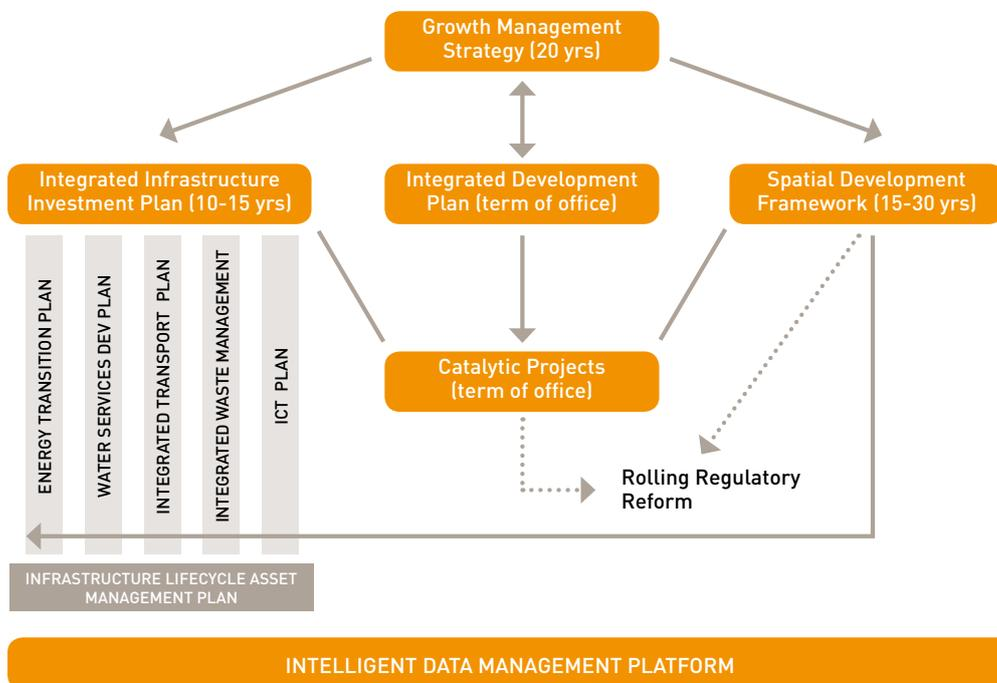 Growth Management
Strategy (20 yrs)
Integrated Infrastructure
Investment Plan (10-15 yrs)
Integrated Development
Plan (term of office)
Spatial Development
Framework (15-30 yrs)
ENERGY TRANSITION PLAN
WATER SERVICES DEV PLAN
INTEGRATED TRANSPORT PLAN
INTEGRATED WASTE MANAGEMENT
ICT PLAN
Catalytic Projects
(term of office)
Rolling Regulatory
Reform
INFRASTRUCTURE LIFECYCLE ASSET
MANAGEMENT PLAN
INTELLIGENT DATA MANAGEMENT PLATFORM